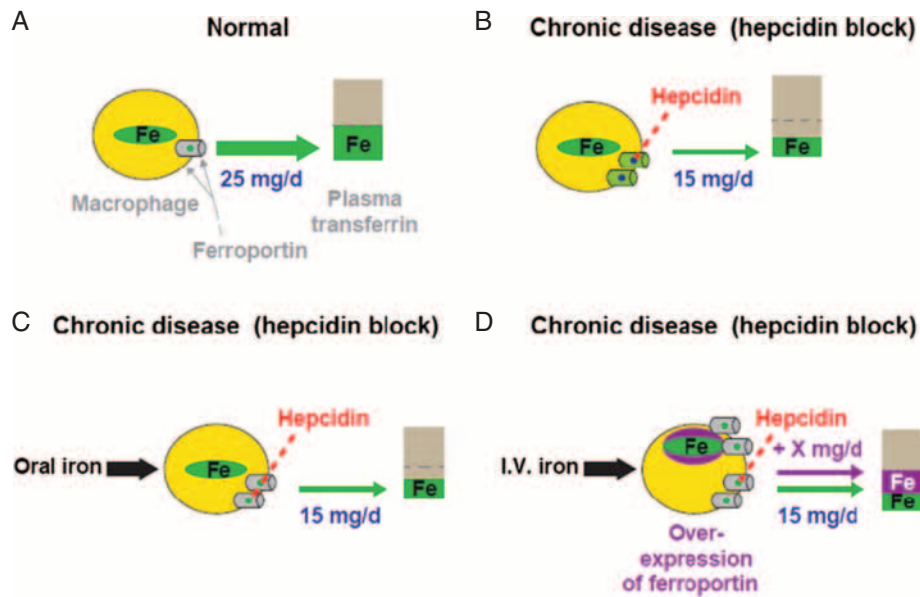 A
Normal
Fe
25 mg/d
Fe
Macrophage
Plasma
transferrin
Ferroportin
B
Chronic disease (hepcidin block)
Hepcidin
Fe
15 mg/d
Fe
C
Chronic disease (hepcidin block)
Hepcidin
Oral iron
Fe
15 mg/d
Fe
D
Chronic disease (hepcidin block)
Hepcidin
Fe
+ X mg/d
I.V. iron
Fe
15 mg/d
Fe
Over-
expression
of ferroportin